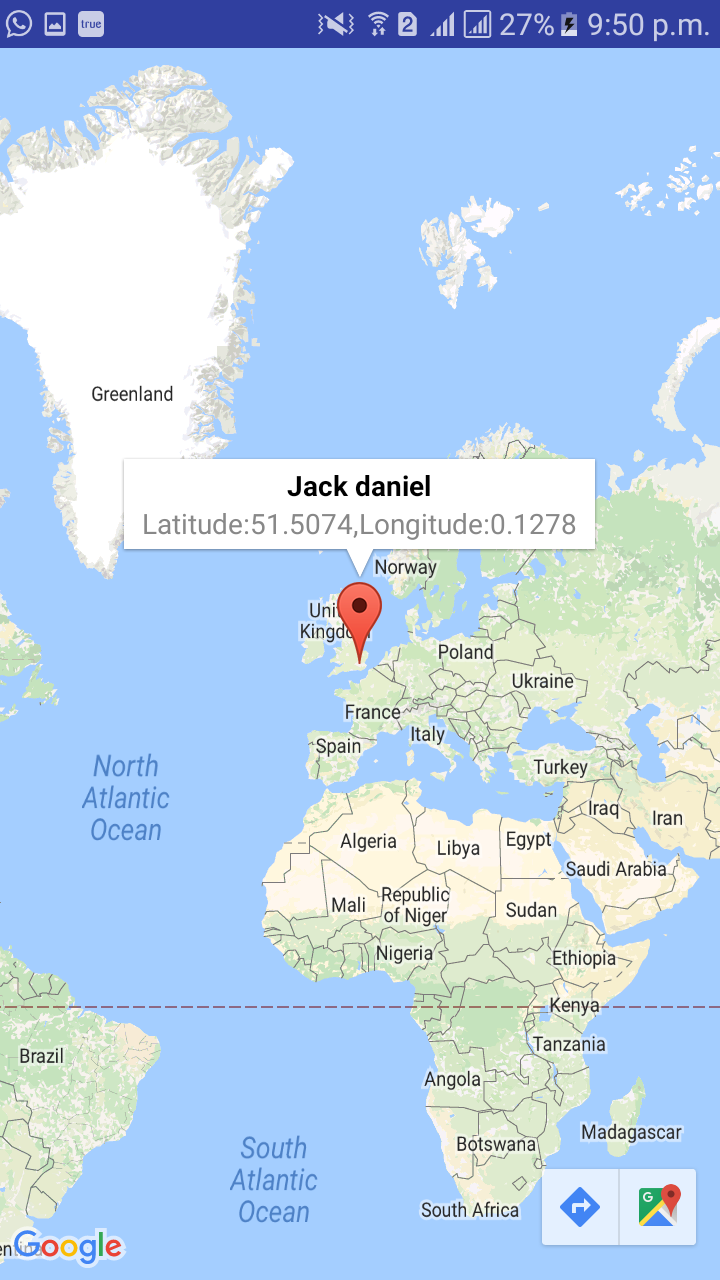 true
2
27%
9:50 p.m.
Greenland
Jack daniel
Latitude:51.5074,Longitude:0.1278
Norway
Kingdom
Poland
Ukraine
France
Italy
Spain
Turkey
North
Atlantic
Ocean
Iraq
Iran
Algeria
Libya
Egypt
Saudi Arabia
Mali
Republic
of Niger
Sudan
Nigeria
Ethiopia
Kenya
Brazil
Tanzania
Angola
Madagascar
Botswana
South
Atlantic
Ocean
South Africa
G
Google